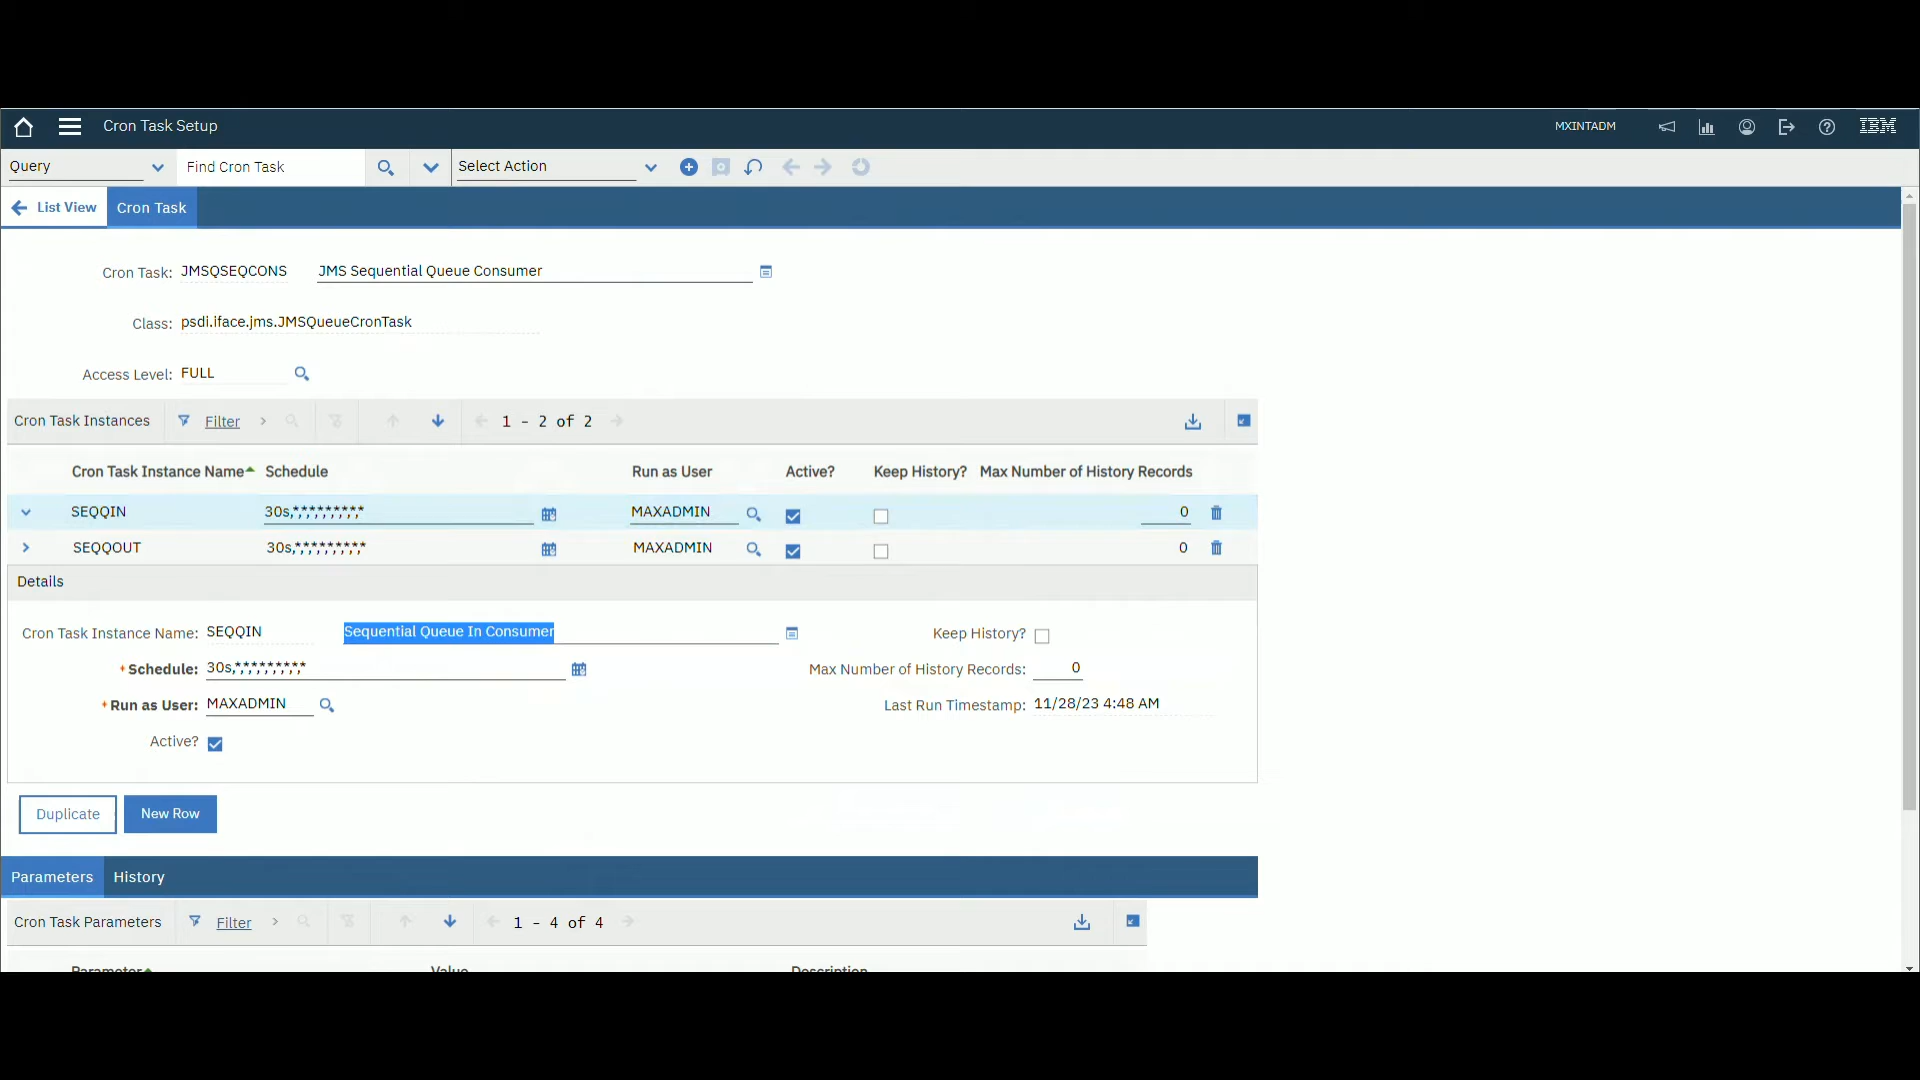 Cron Task Setup MXINTADM IBM
Query Find Cron Task Select Action
List View Cron Task
Cron Task: JMSQSEQCONS JMS Sequential Queue Consumer
Class: psdi.iface.jms.JMSQueueCronTask
Access Level: FULL
Cron Task Instances Filter 1 - 2 of 2
Cron Task Instance Name Schedule Run as User Active? Keep History? Max Number of History Records
SEQQIN 30s,*,*,*,*,*,*,*,*,* MAXADMIN 0
SEQQOUT 30s,*,*,*,*,*,*,*,*,* MAXADMIN 0
Details
Cron Task Instance Name: SEQQIN Sequential Queue In Consumer Keep History?
* Schedule: 30s,*,*,*,*,*,*,*,*,* Max Number of History Records: 0
* Run as User: MAXADMIN Last Run Timestamp: 11/28/23 4:48 AM
Active?
Duplicate New Row
Parameters History
Cron Task Parameters Filter 1 - 4 of 4
Parameter Value Description